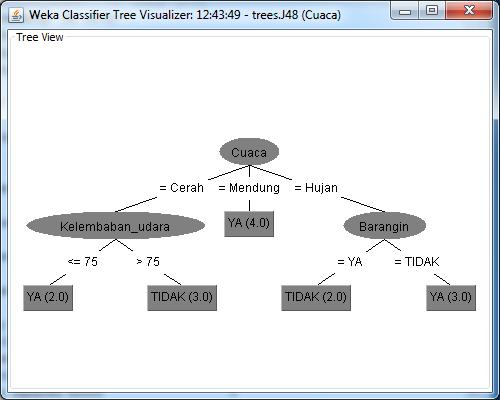 Weka Classifier Tree Visualizer: 12:43:49 - trees.J48 (Cuaca)
Tree View
Cuaca
= Cerah
= Mendung
= Hujan
Kelembaban_udara
YA (4.0)
Barangin
<= 75
> 75
= YA
= TIDAK
YA (2.0)
TIDAK (3.0)
TIDAK (2.0)
YA (3.0)